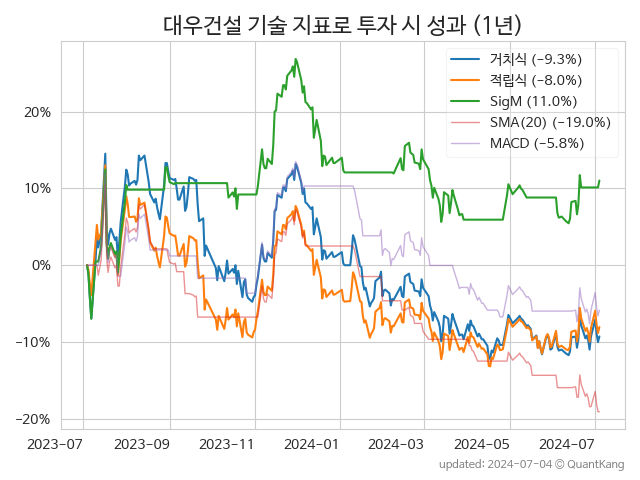 대우건설 기술 지표로 투자 시 성과 (1년)
거치식 (−9.3%)
적립식 (−8.0%)
SigM (11.0%)
SMA(20) (−19.0%)
MACD (−5.8%)
20%
10%
0%
−10%
−20%
2023-07 2023-09 2023-11 2024-01 2024-03 2024-05 2024-07
updated: 2024-07-04 © QuantKang